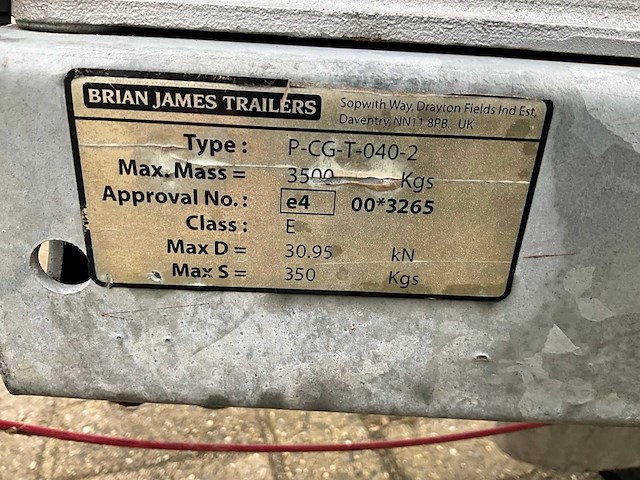 BRIAN JAMES TRAILERS
Sopwith Way, Drayton Fields Ind Est,
Daventry, NN11 8PB, UK
Type : P-CG-T-040-2
Max. Mass = 3500 Kgs
Approval No. : e4 00*3265
Class : E
Max D = 30.95 kN
Max S = 350 Kgs